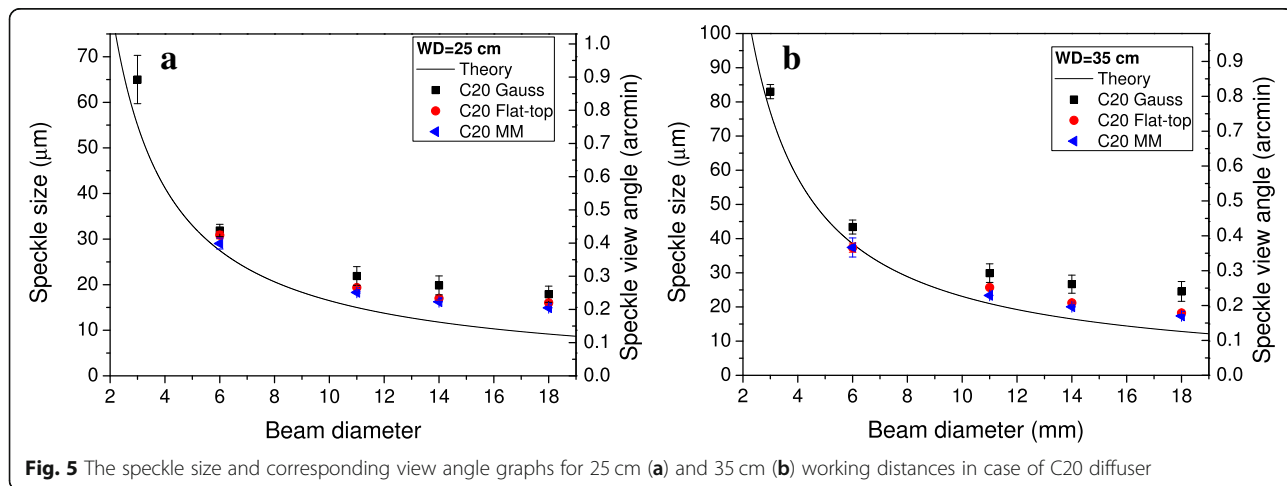 a
WD=25 cm
Theory
C20 Gauss
C20 Flat-top
C20 MM
Speckle size (μm)
70
60
50
40
30
20
10
0
2 4 6 8 10 12 14 16 18
Beam diameter
1.0
0.9
0.8
0.7
0.6
0.5
0.4
0.3
0.2
0.1
0.0
Speckle view angle (arcmin)
b
WD=35 cm
Theory
C20 Gauss
C20 Flat-top
C20 MM
Speckle size (μm)
100
90
80
70
60
50
40
30
20
10
0
2 4 6 8 10 12 14 16 18
Beam diameter (mm)
0.9
0.8
0.7
0.6
0.5
0.4
0.3
0.2
0.1
0.0
Speckle view angle (arcmin)
Fig. 5 The speckle size and corresponding view angle graphs for 25 cm (a) and 35 cm (b) working distances in case of C20 diffuser